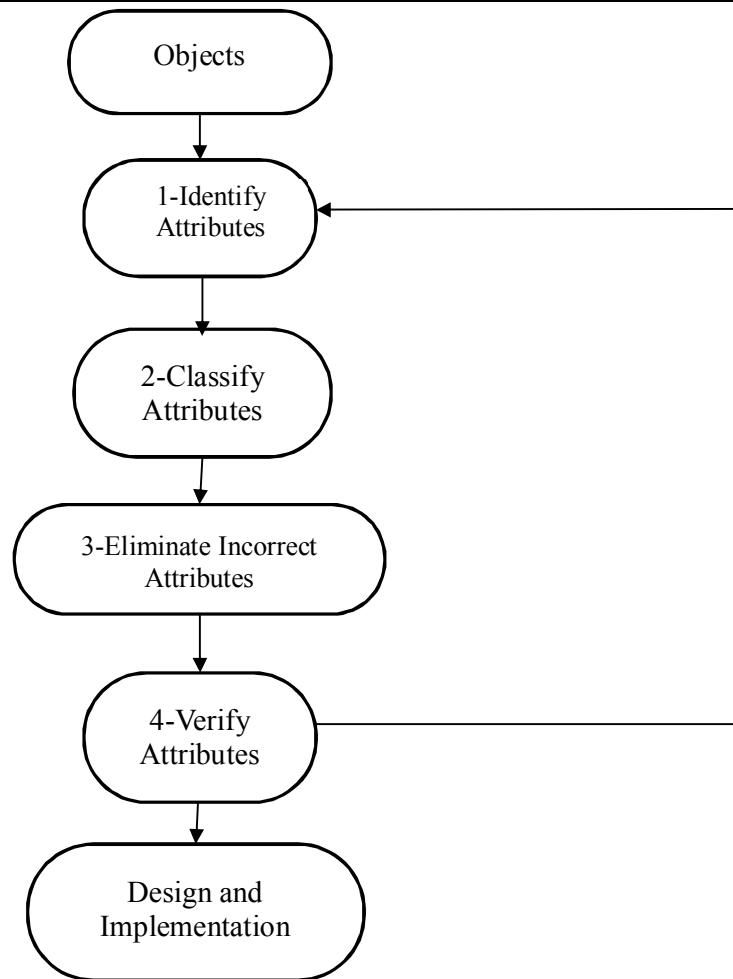 Objects
1-Identify
Attributes
2-Classify
Attributes
3-Eliminate Incorrect
Attributes
4-Verify
Attributes
Design and
Implementation